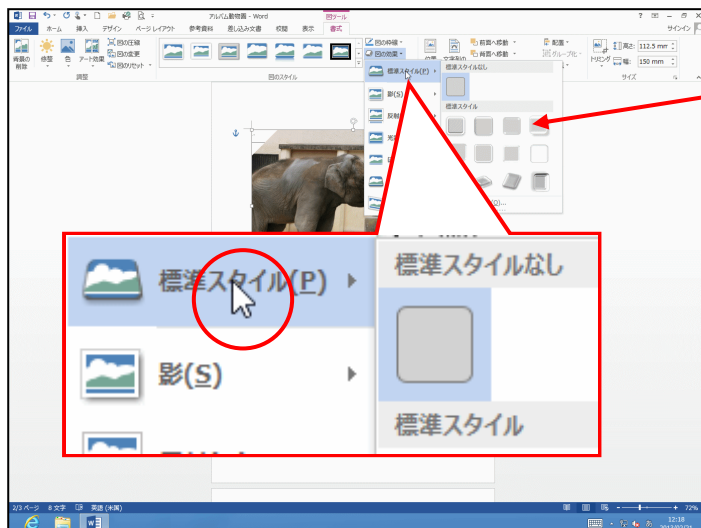 アルバム動物園 - Word
図ツール
サインイン
ファイル ホーム 挿入 デザイン ページ レイアウト 参考資料 差し込み文書 校閲 表示 書式
背景の
削除
修整 色 アート効果
図の圧縮
図の変更
図のリセット
図の枠線
図の効果
前面へ移動
背面へ移動
配置
グループ化
トリミング
高さ: 112.5 mm
幅: 150 mm
調整
図のスタイル
サイズ
標準スタイル(P)
影(S)
反射
標準スタイルなし
標準スタイル
標準スタイル(P)
影(S)
標準スタイルなし
標準スタイル
2/3 ページ 8 文字 英語 (米国)
72%
12:18